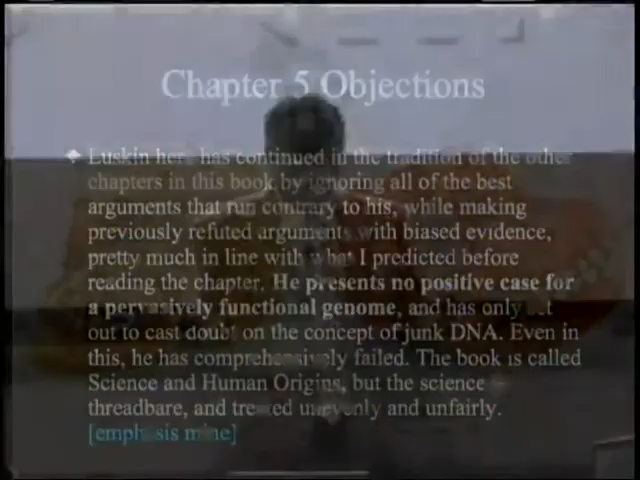 Chapter 5 Objections
Luskin here has continued in the tradition of the other
chapters in this book by ignoring all of the best
arguments that run contrary to his, while making
previously refuted arguments with biased evidence,
pretty much in line with what I predicted before
reading the chapter. He presents no positive case for
a pervasively functional genome, and has only set
out to cast doubt on the concept of junk DNA. Even in
this, he has comprehensively failed. The book is called
Science and Human Origins, but the science
threadbare, and treated unevenly and unfairly.
[emphasis mine]